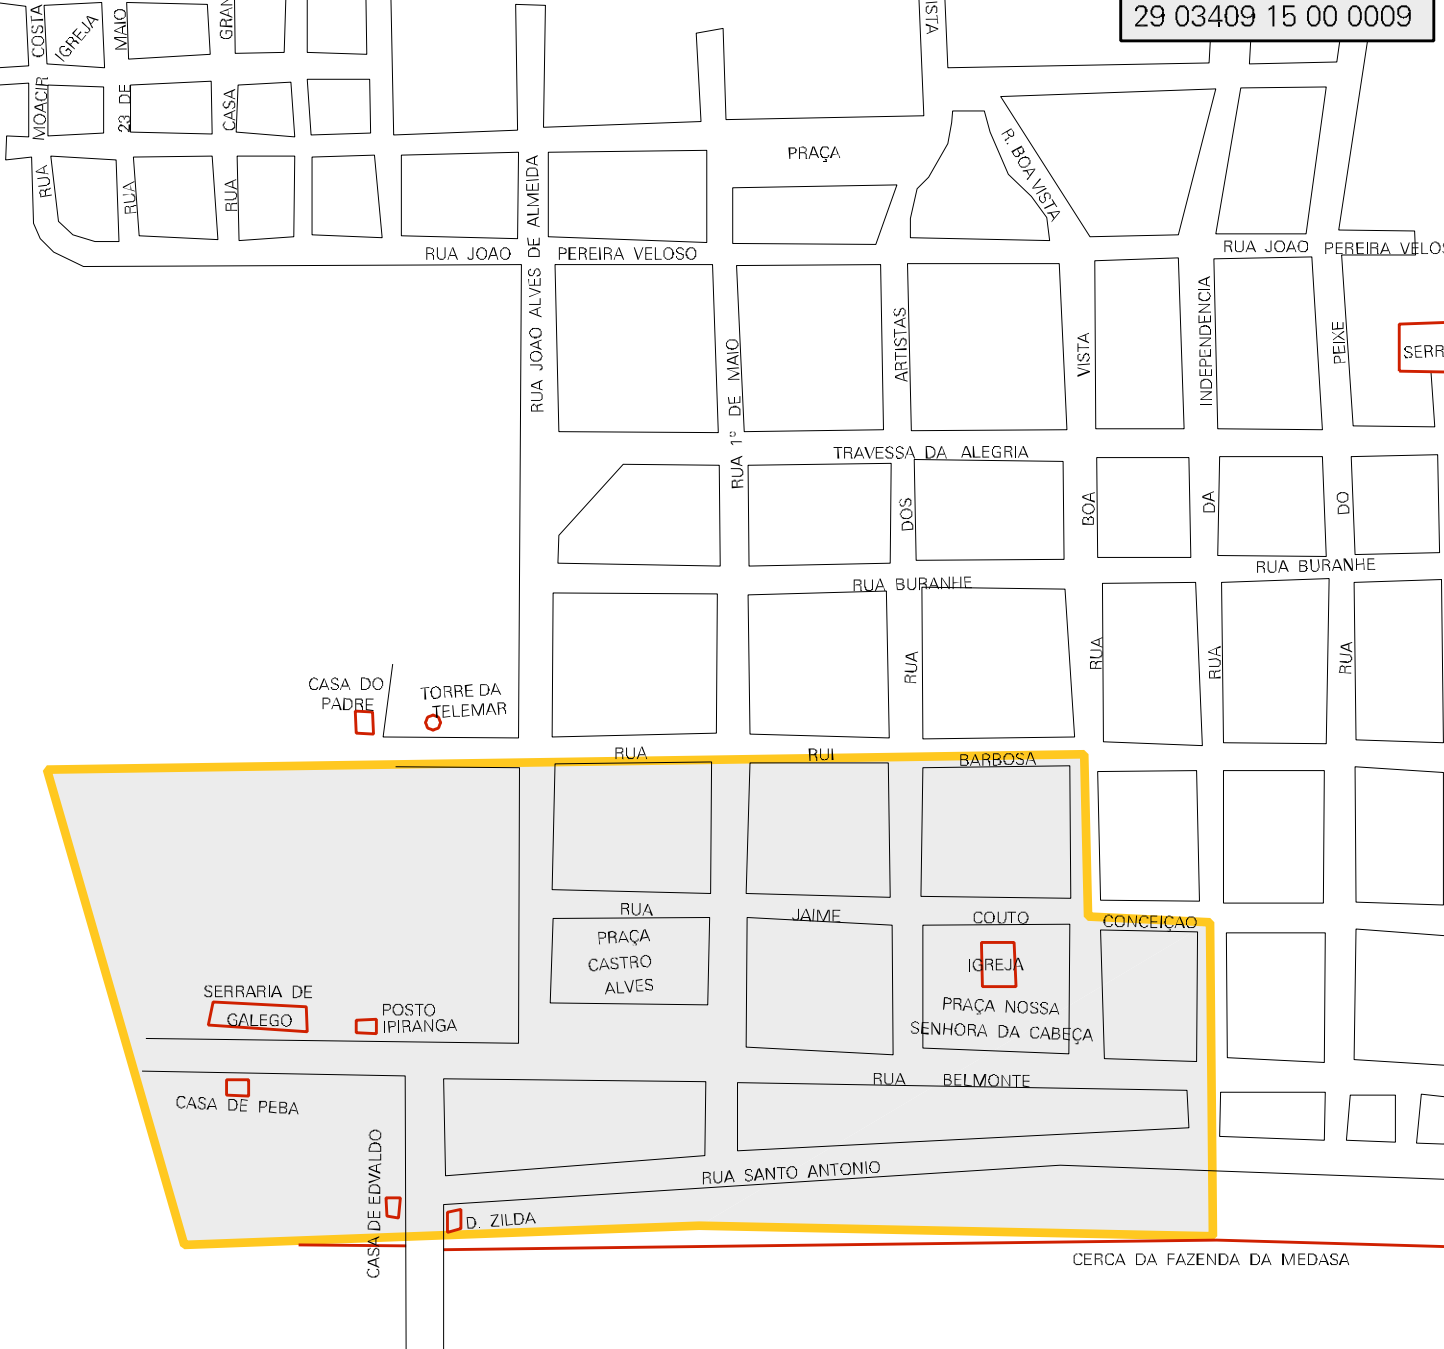 29 03409 15 00 0009
COSTA
IGREJA
MAIO
GRAN
ISTA
MOACIR
23 DE
CASA
RUA
RUA
RUA
PRAÇA
R. BOA VISTA
RUA JOAO ALVES DE ALMEIDA
RUA JOAO PEREIRA VELOSO
RUA JOAO PEREIRA VELOS
RUA 1º DE MAIO
ARTISTAS
VISTA
INDEPENDENCIA
PEIXE
SERR
TRAVESSA DA ALEGRIA
DOS
BOA
DA
DO
RUA BURANHE
RUA BURANHE
RUA
RUA
RUA
RUA
CASA DO
PADRE
TORRE DA
TELEMAR
RUA RUI BARBOSA
RUA JAIME COUTO CONCEIÇAO
PRAÇA
CASTRO
ALVES
IGREJA
PRAÇA NOSSA
SENHORA DA CABEÇA
SERRARIA DE
GALEGO
POSTO
IPIRANGA
RUA BELMONTE
CASA DE PEBA
CASA DE EDVALDO
RUA SANTO ANTONIO
D. ZILDA
CERCA DA FAZENDA DA MEDASA